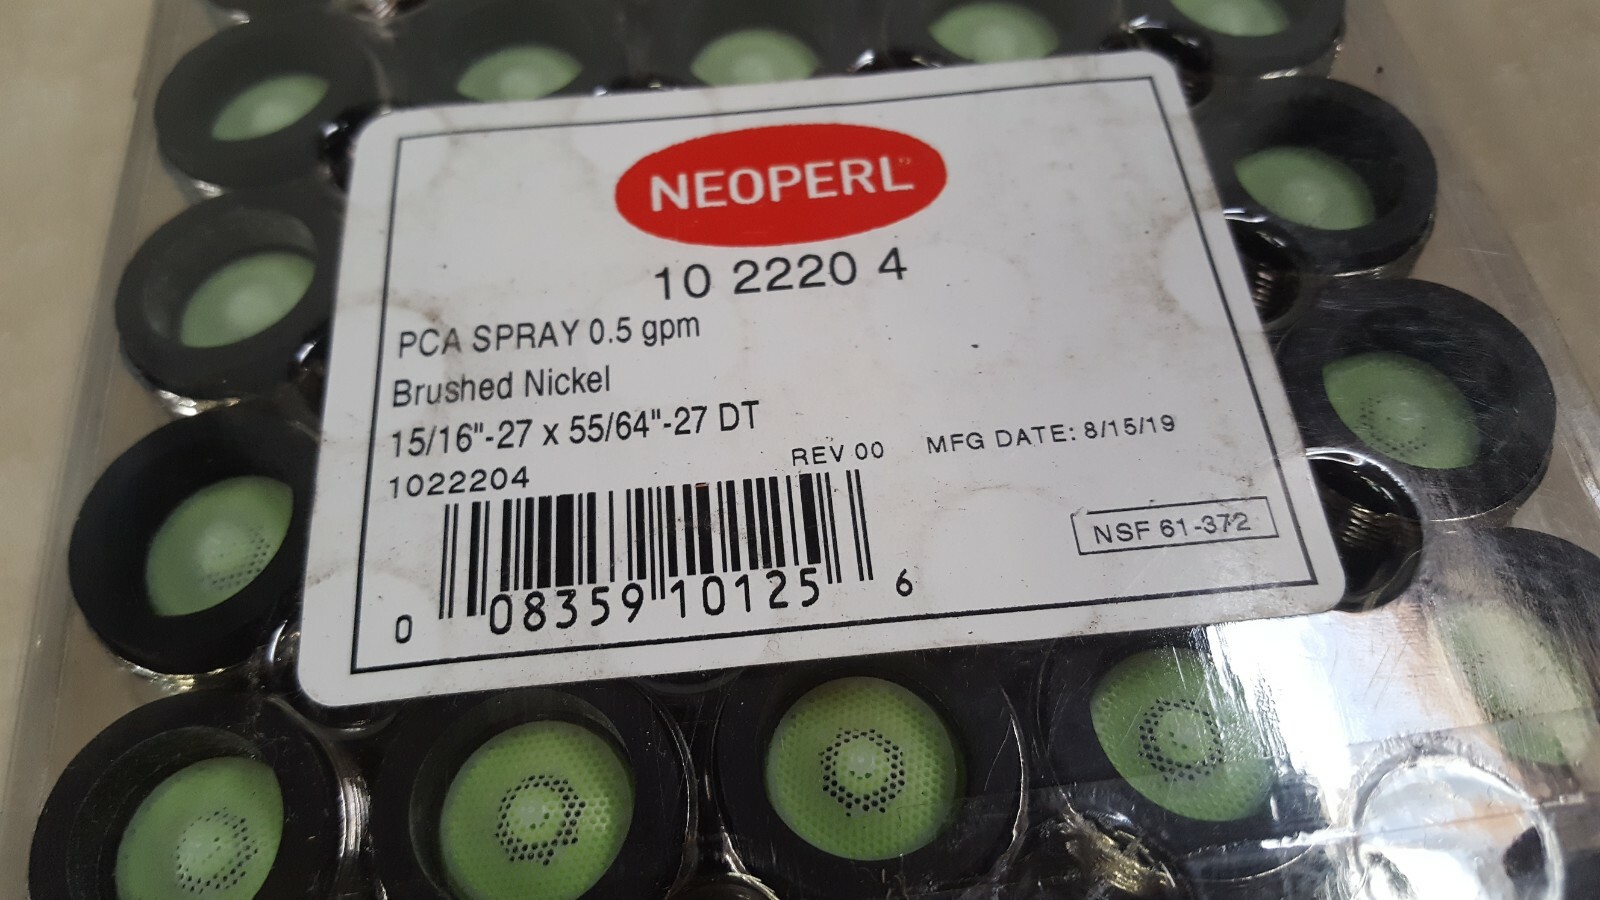 NEOPERL®
10 2220 4
PCA SPRAY 0.5 gpm
Brushed Nickel
15/16"-27 x 55/64"-27 DT
1022204
REV 00 MFG DATE: 8/15/19
NSF 61-372
0 08359 10125 6